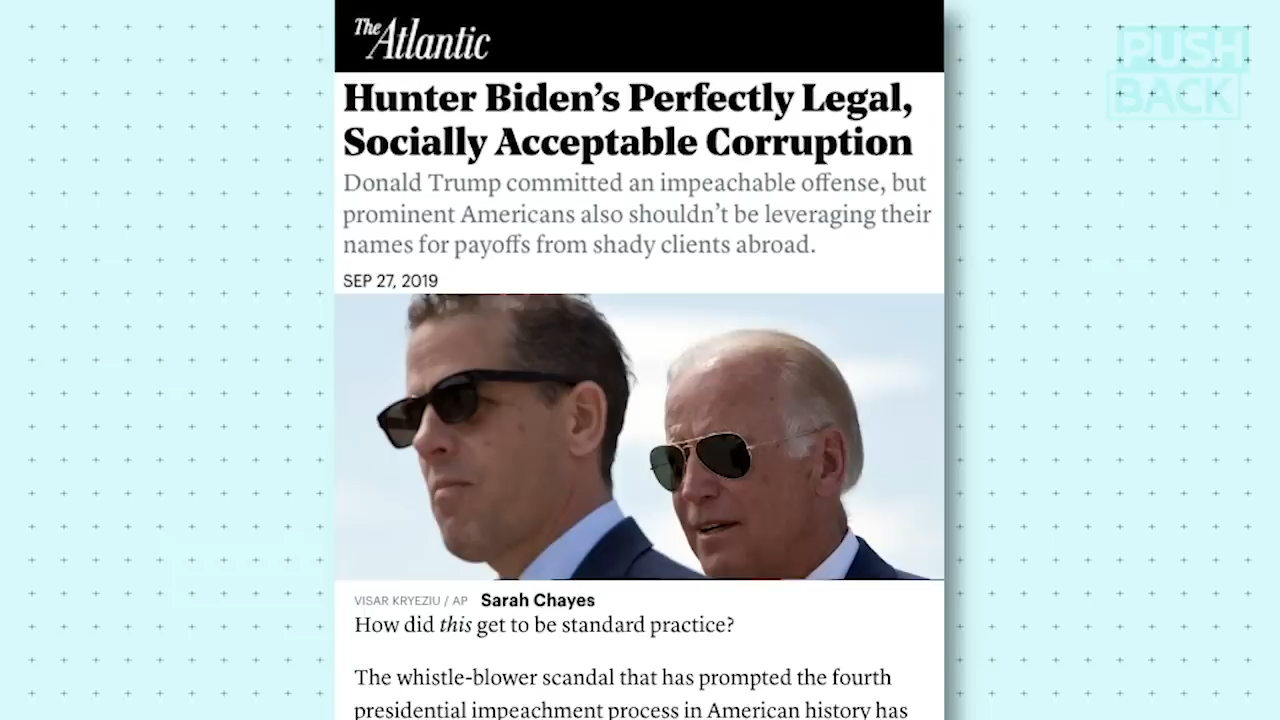 The Atlantic
PUSH
BACK
Hunter Biden’s Perfectly Legal,
Socially Acceptable Corruption
Donald Trump committed an impeachable offense, but
prominent Americans also shouldn’t be leveraging their
names for payoffs from shady clients abroad.
SEP 27, 2019
VISAR KRYEZIU / AP Sarah Chayes
How did this get to be standard practice?
The whistle-blower scandal that has prompted the fourth
presidential impeachment process in American history has